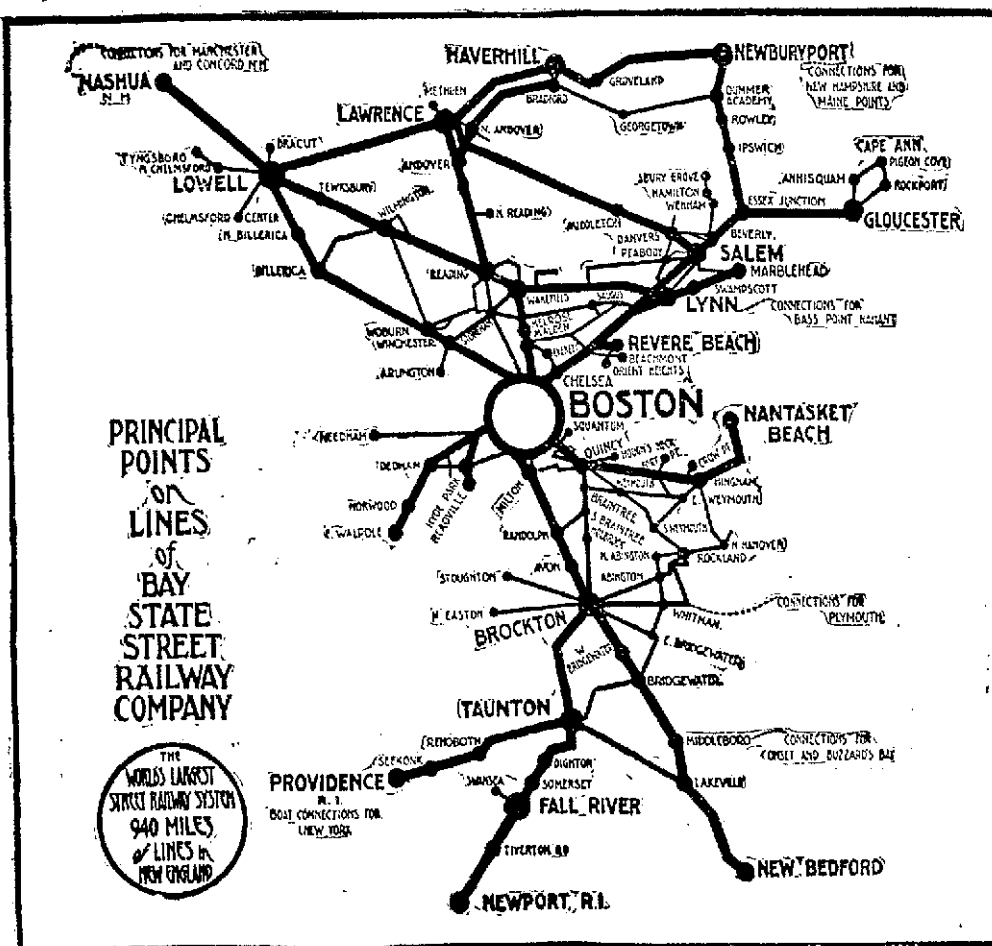 CONNECTIONS FOR MANCHESTER
AND CONCORD N.H.
NASHUA
N H
HAVERHILL
NEWBURYPORT
CONNECTIONS FOR
NEW HAMPSHIRE AND
MAINE POINTS
GROVELAND
METHUEN
BRADFORD
DUMMER
ACADEMY
LAWRENCE
GEORGETOWN
ROWLEY
N. ANDOVER
DRACUT
TYNGSBORO
N. CHELMSFORD
ANDOVER
IPSWICH
CAPE ANN
PIGEON COVE
LOWELL
TEWKSBURY
ANNISQUAM
ROCKPORT
HAMILTON
WENHAM
ESSEX JUNCTION
WILMINGTON
CHELMSFORD CENTER
N. READING
MIDDLETON
GLOUCESTER
N. BILLERICA
DANVERS
BEVERLY
PEABODY
SALEM
BILLERICA
READING
MARBLEHEAD
WAKEFIELD
SAUGUS
SWAMPSCOTT
LYNN
CONNECTIONS FOR
BASS POINT NAHANT
WOBURN
WINCHESTER
STONEHAM
MELROSE
MALDEN
REVERE BEACH
BEACHMONT
ORIENT HEIGHTS
ARLINGTON
CHELSEA
BOSTON
PRINCIPAL
POINTS
on
LINES
of
BAY
STATE
STREET
RAILWAY
COMPANY
SQUANTUM
NANTASKET
BEACH
NEEDHAM
QUINCY
DEDHAM
HINGHAM
HYDE PARK
READVILLE
MILTON
E. WEYMOUTH
NORWOOD
BRAINTREE
S. BRAINTREE
S. WEYMOUTH
E. WALPOLE
RANDOLPH
N. HANOVER
N. ABINGTON
ROCKLAND
AVON
STOUGHTON
ABINGTON
N. EASTON
BROCKTON
WHITMAN
CONNECTIONS FOR
PLYMOUTH
W.
BRIDGEWATER
E. BRIDGEWATER
BRIDGEWATER
TAUNTON
REHOBOTH
MIDDLEBORO
CONNECTIONS FOR
ONSET AND BUZZARDS BAY
SEEKONK
DIGHTON
PROVIDENCE
R. I.
BOAT CONNECTIONS FOR
NEW YORK
SWANSEA
SOMERSET
LAKEVILLE
FALL RIVER
THE
WORLDS LARGEST
STREET RAILWAY SYSTEM
940 MILES
of LINES in
NEW ENGLAND
NEW BEDFORD
NEWPORT, R.I.